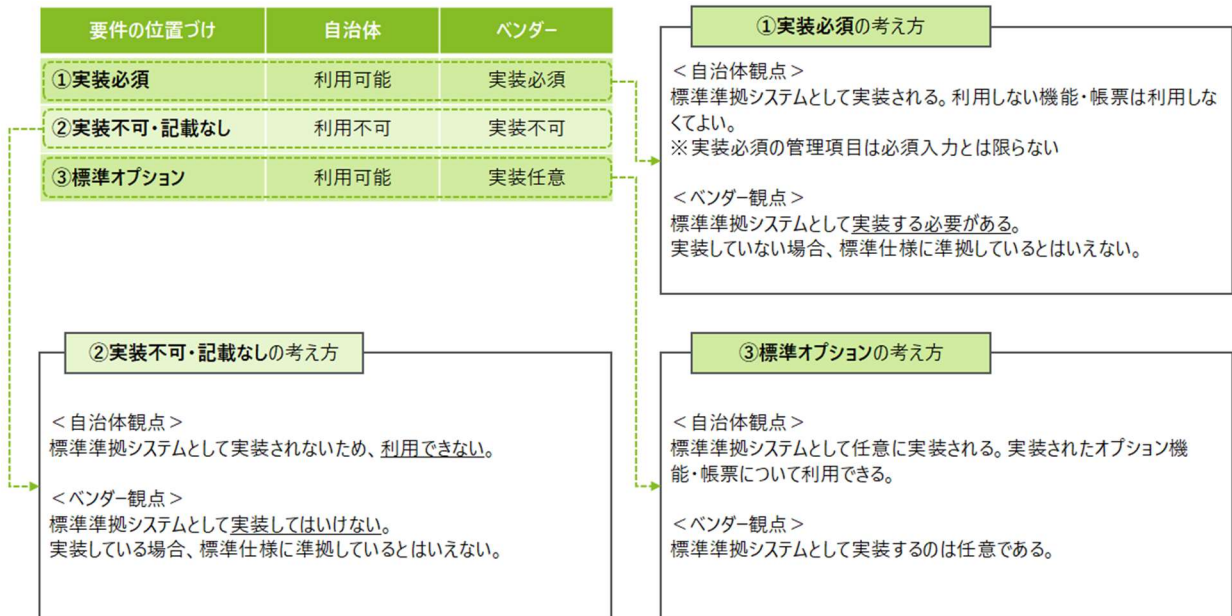 要件の位置づけ 自治体 ベンダー
①実装必須 利用可能 実装必須
②実装不可・記載なし 利用不可 実装不可
③標準オプション 利用可能 実装任意
①実装必須の考え方
<自治体観点>
標準準拠システムとして実装される。利用しない機能・帳票は利用しな
くてよい。
※実装必須の管理項目は必須入力とは限らない
<ベンダー観点>
標準準拠システムとして実装する必要がある。
実装していない場合、標準仕様に準拠しているとはいえない。
②実装不可・記載なしの考え方
<自治体観点>
標準準拠システムとして実装されないため、利用できない。
<ベンダー観点>
標準準拠システムとして実装してはいけない。
実装している場合、標準仕様に準拠しているとはいえない。
③標準オプションの考え方
<自治体観点>
標準準拠システムとして任意に実装される。実装されたオプション機
能・帳票について利用できる。
<ベンダー観点>
標準準拠システムとして実装するのは任意である。